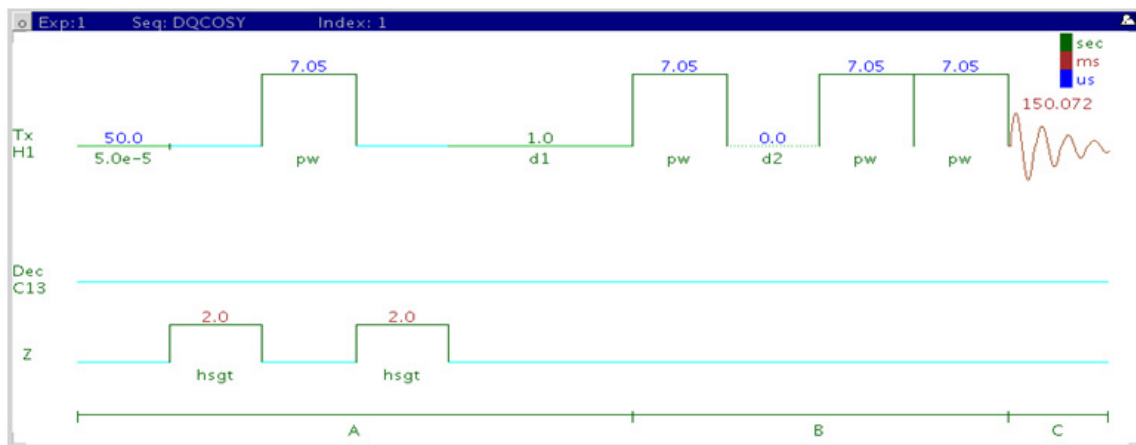 Exp:1 Seq: DQCOSY Index: 1
sec
ms
us
7.05 7.05 7.05 7.05
150.072
Tx 50.0 1.0 0.0
H1 5.0e-5 pw d1 pw d2 pw pw
Dec
C13
2.0 2.0
Z
hsgt hsgt
A B C